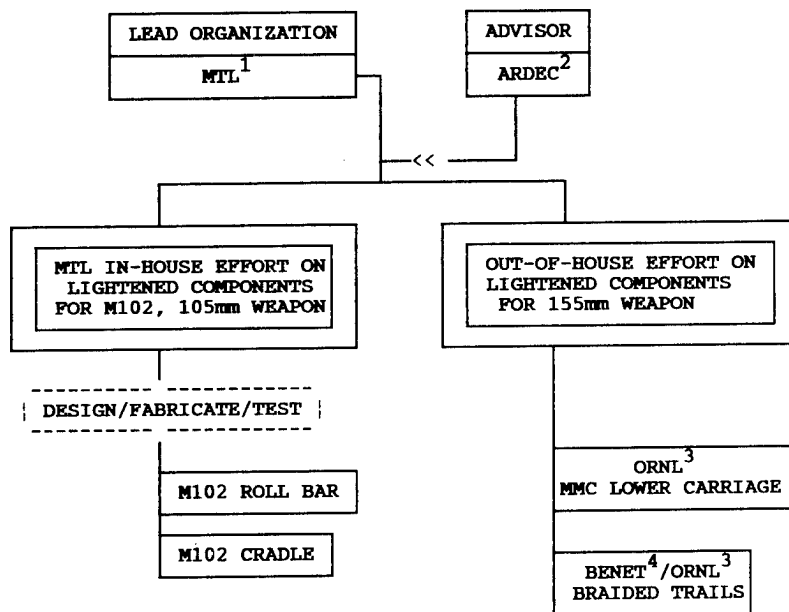 LEAD ORGANIZATION
MTL1
ADVISOR
ARDEC2
<<
MTL IN-HOUSE EFFORT ON
LIGHTENED COMPONENTS
FOR M102, 105mm WEAPON
OUT-OF-HOUSE EFFORT ON
LIGHTENED COMPONENTS
FOR 155mm WEAPON
DESIGN/FABRICATE/TEST
M102 ROLL BAR
M102 CRADLE
ORNL3
MMC LOWER CARRIAGE
BENET4/ORNL3
BRAIDED TRAILS